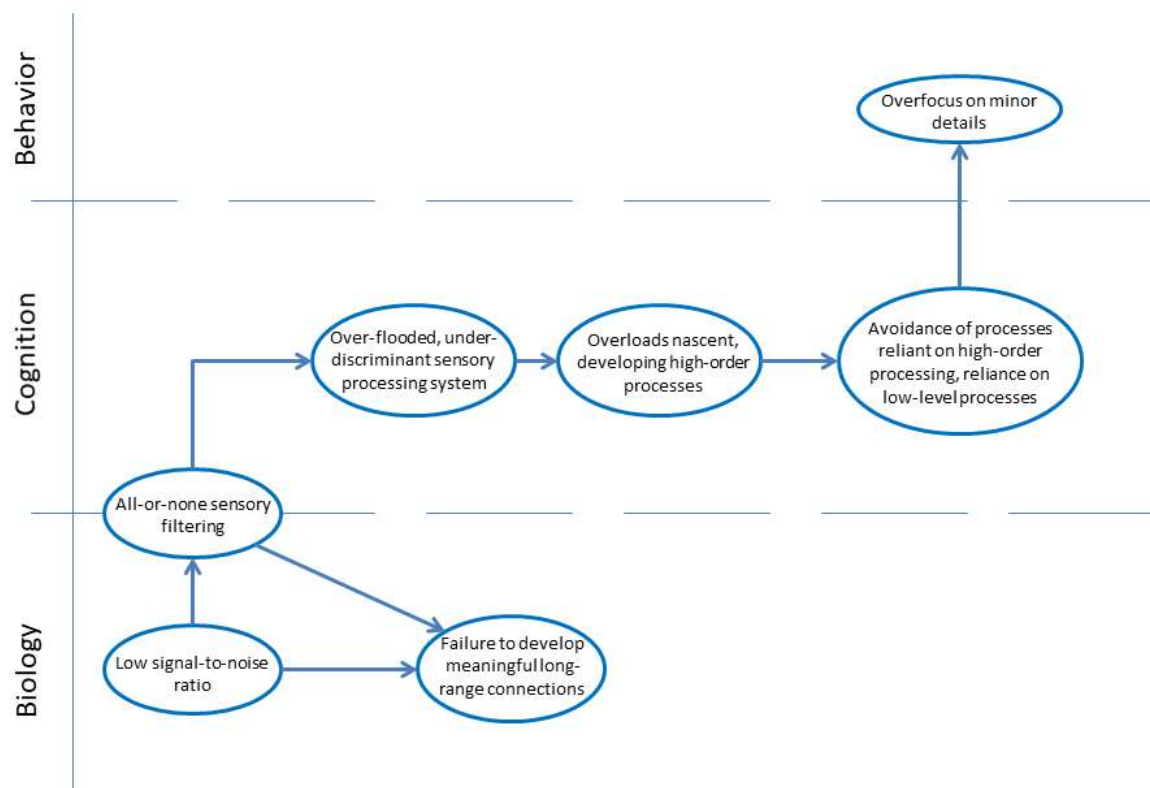 Behavior
Overfocus on minor
details
Cognition
Over-flooded, under-
discriminant sensory
processing system
Overloads nascent,
developing high-order
processes
Avoidance of processes
reliant on high-order
processing, reliance on
low-level processes
All-or-none sensory
filtering
Biology
Low signal-to-noise
ratio
Failure to develop
meaningful long-
range connections